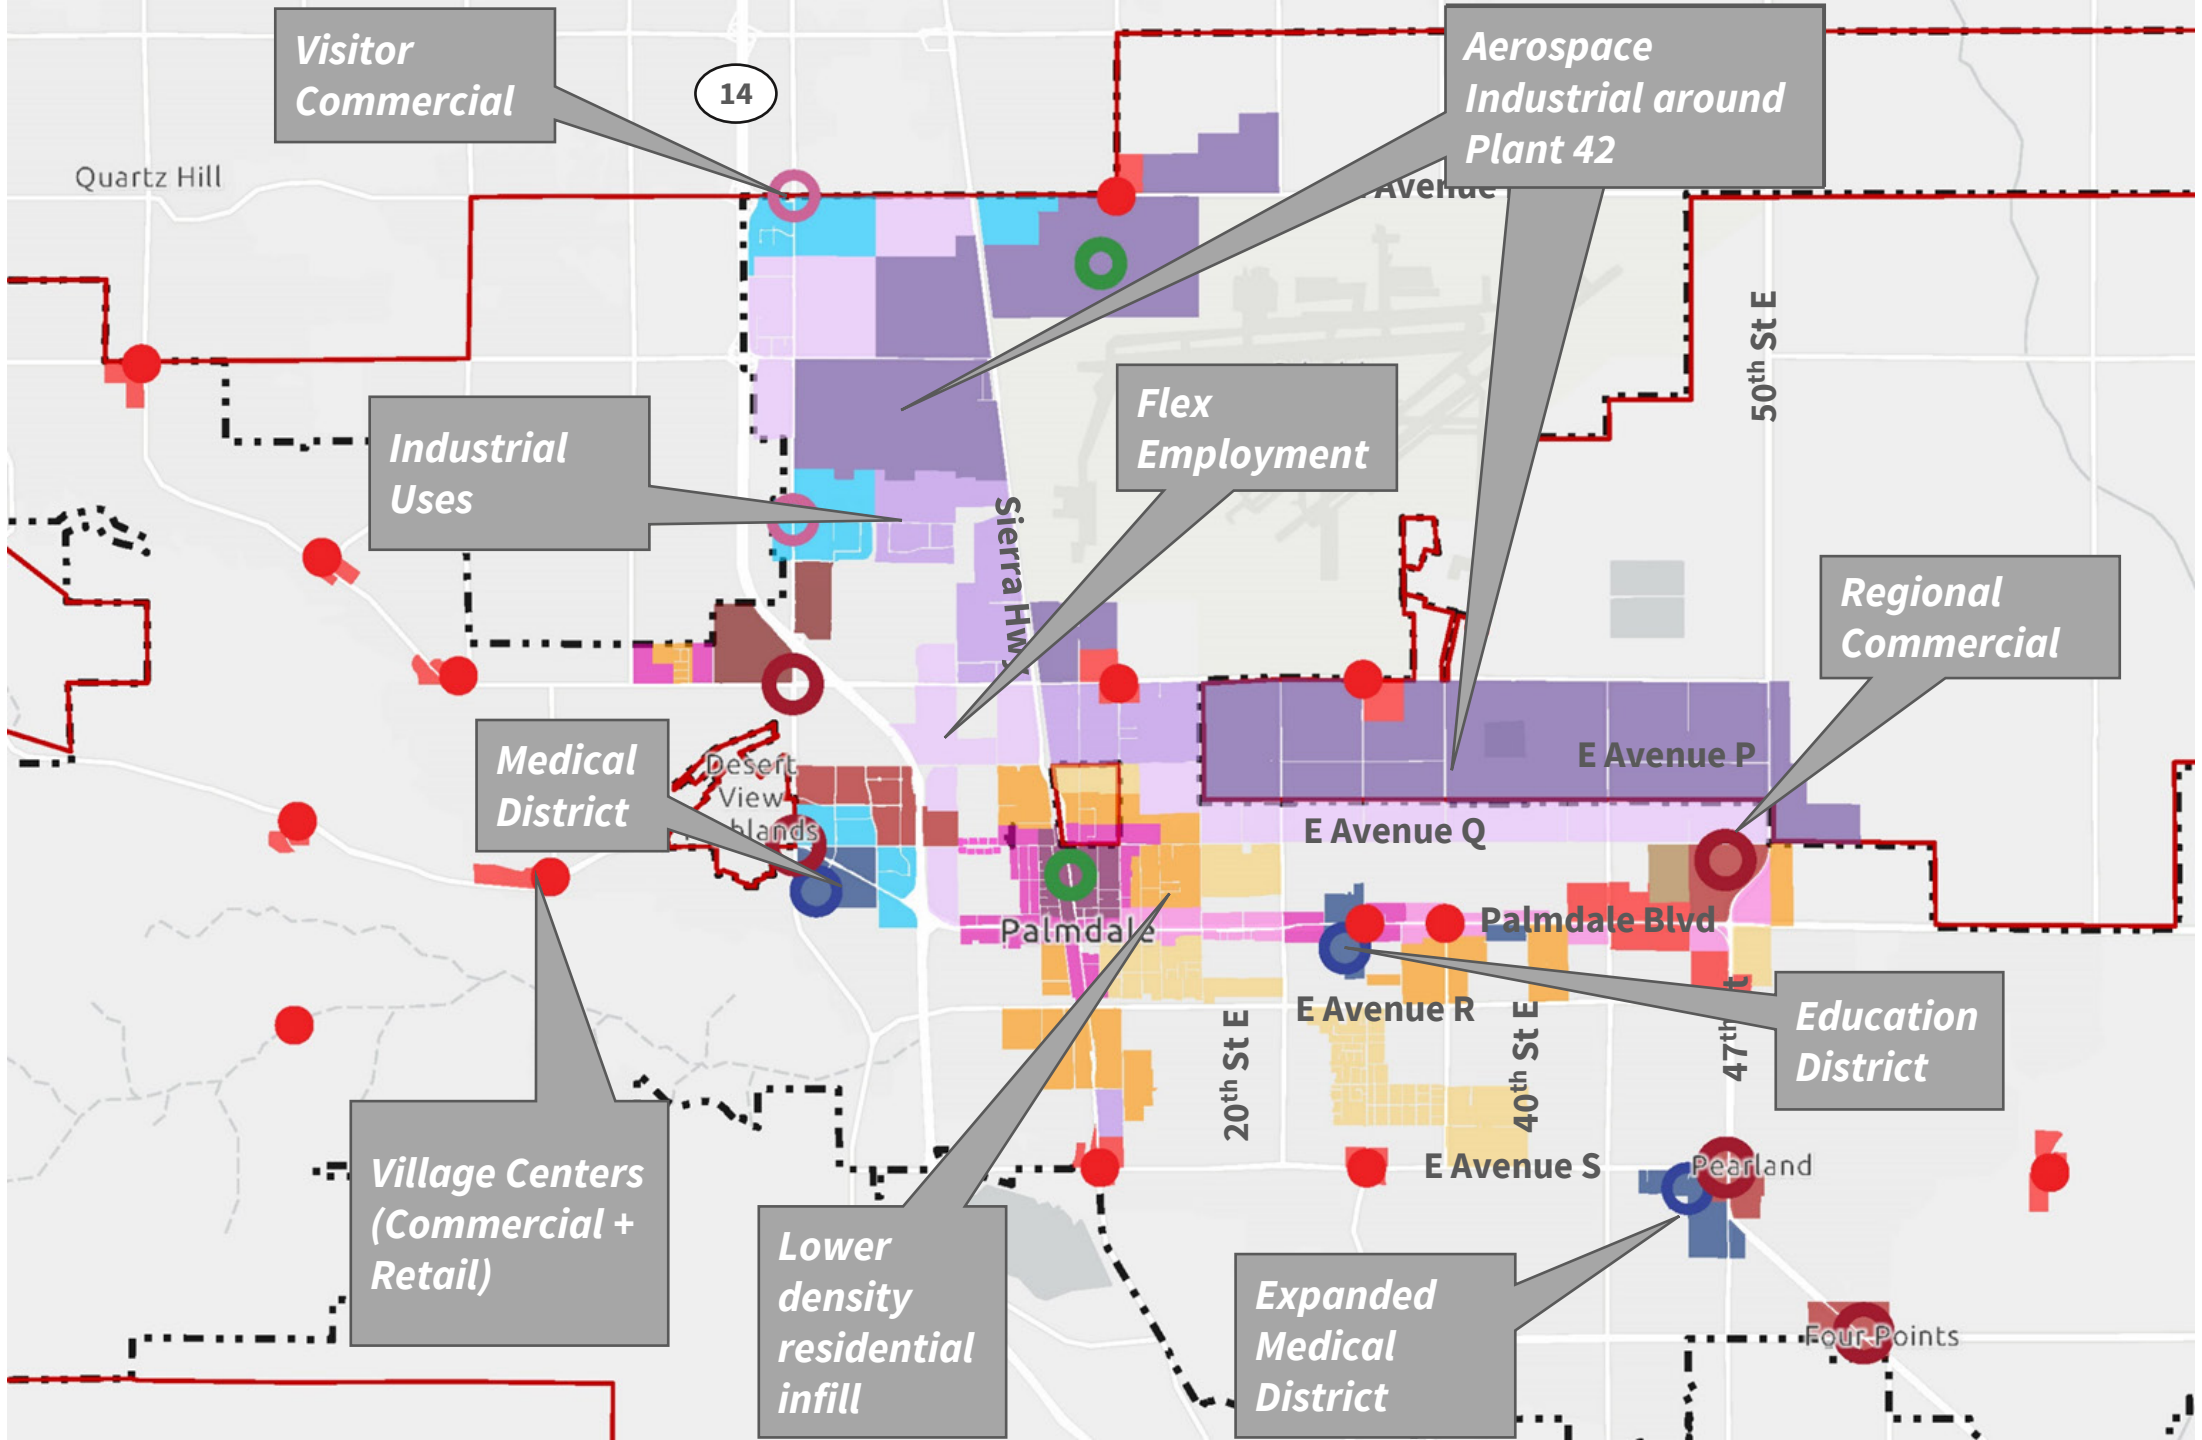 Visitor
Commercial
14
Aerospace
Industrial around
Plant 42
Quartz Hill
Avenue
50th St E
Flex
Employment
Industrial
Uses
Sierra Hwy
Regional
Commercial
Medical
District
Desert
View
E Avenue P
E Avenue Q
Palmdale
Palmdale Blvd
E Avenue R
Education
District
20th St E
40th St E
47th
Village Centers
(Commercial +
Retail)
E Avenue S
Pearland
Lower
density
residential
infill
Expanded
Medical
District
Four Points